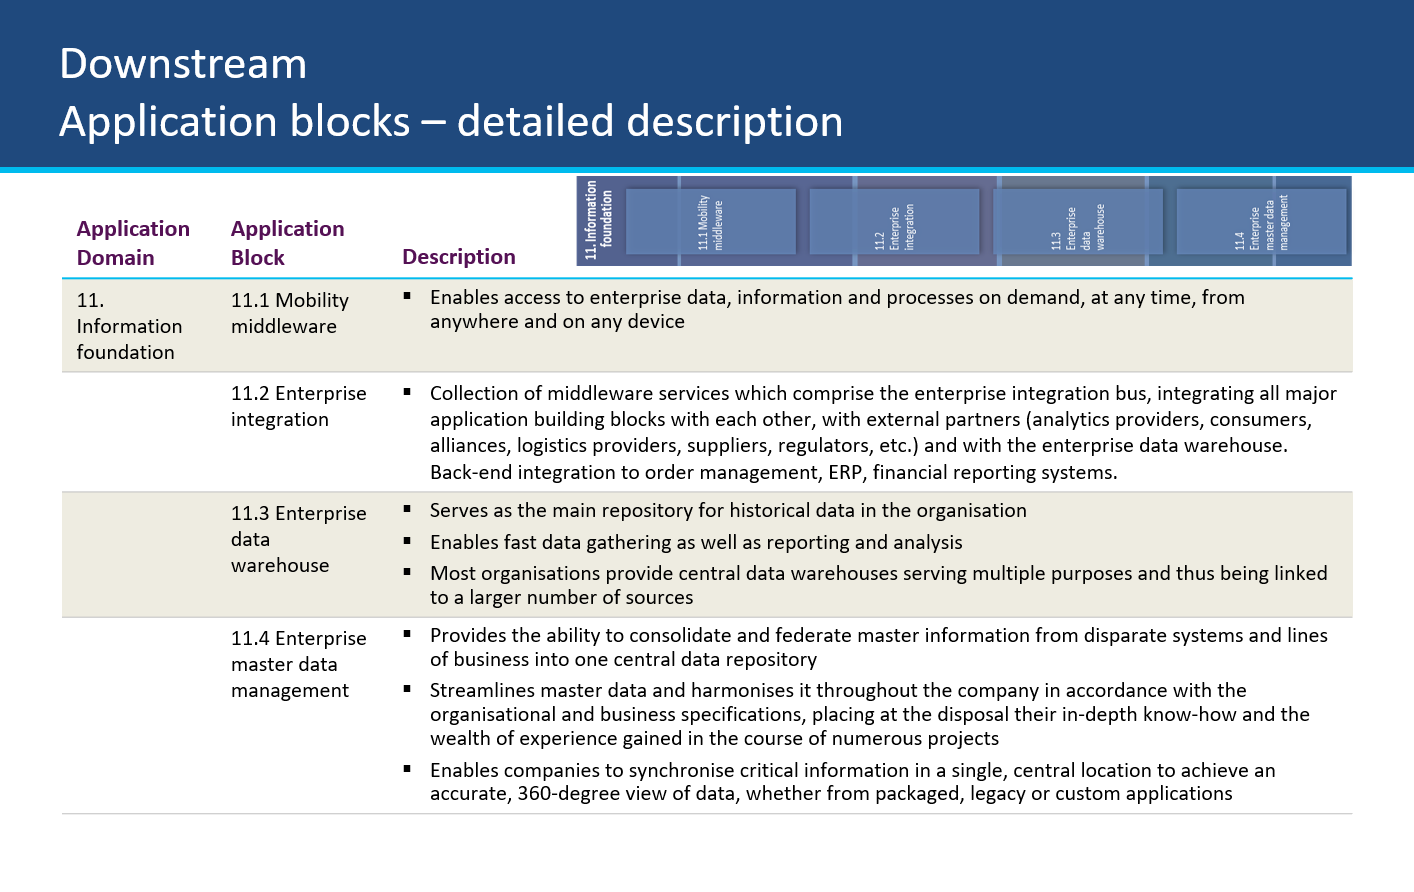 Downstream
Application blocks – detailed description
11. Information
foundation
11.1 Mobility
middleware
11.2
Enterprise
integration
11.3
Enterprise
data
warehouse
11.4
Enterprise
master data
management
Application
Domain
Application
Block
Description
11.
Information
foundation
11.1 Mobility
middleware
▪ Enables access to enterprise data, information and processes on demand, at any time, from
anywhere and on any device
11.2 Enterprise
integration
▪ Collection of middleware services which comprise the enterprise integration bus, integrating all major
application building blocks with each other, with external partners (analytics providers, consumers,
alliances, logistics providers, suppliers, regulators, etc.) and with the enterprise data warehouse.
Back-end integration to order management, ERP, financial reporting systems.
11.3 Enterprise
data
warehouse
▪ Serves as the main repository for historical data in the organisation
▪ Enables fast data gathering as well as reporting and analysis
▪ Most organisations provide central data warehouses serving multiple purposes and thus being linked
to a larger number of sources
11.4 Enterprise
master data
management
▪ Provides the ability to consolidate and federate master information from disparate systems and lines
of business into one central data repository
▪ Streamlines master data and harmonises it throughout the company in accordance with the
organisational and business specifications, placing at the disposal their in-depth know-how and the
wealth of experience gained in the course of numerous projects
▪ Enables companies to synchronise critical information in a single, central location to achieve an
accurate, 360-degree view of data, whether from packaged, legacy or custom applications